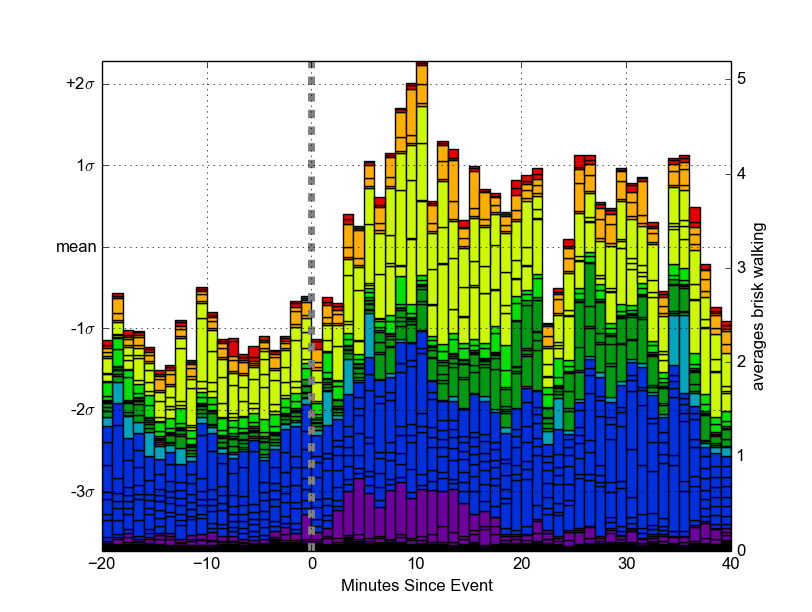 +2σ
1σ
mean
-1σ
-2σ
-3σ
5
4
3
2
1
0
averages brisk walking
−20
−10
0
10
20
30
40
Minutes Since Event